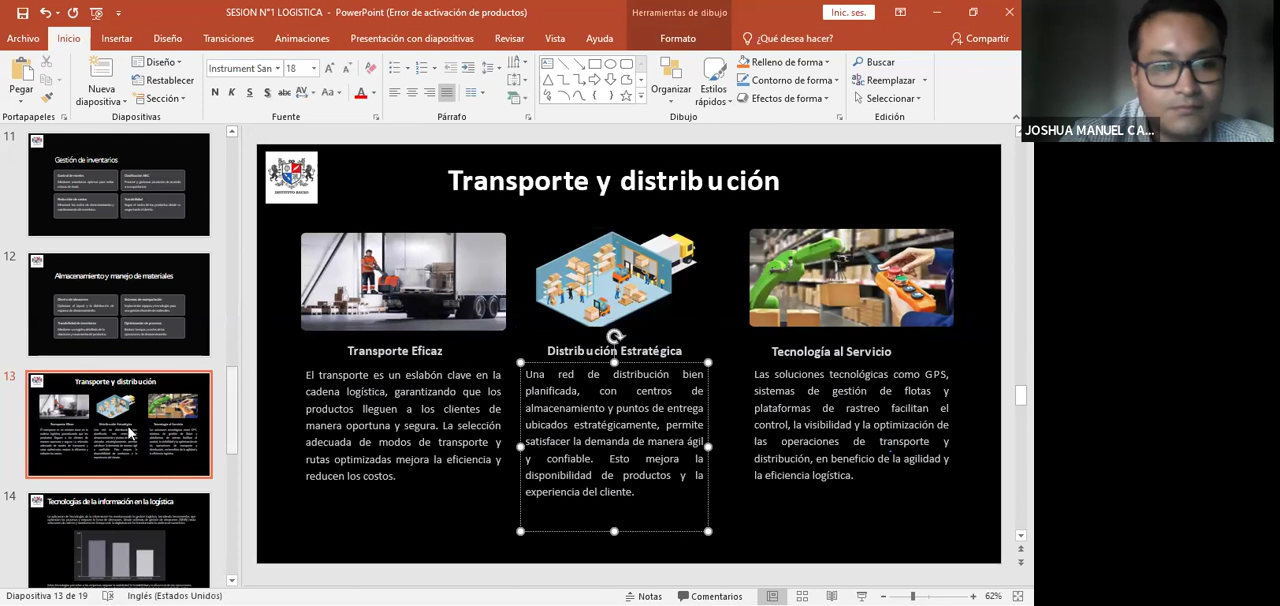 SESION N°1 LOGISTICA - PowerPoint (Error de activación de productos)
Herramientas de dibujo
Inic. ses.
Archivo Inicio Insertar Diseño Transiciones Animaciones Presentación con diapositivas Revisar Vista Ayuda Formato ¿Qué desea hacer? Compartir
Pegar
Nueva diapositiva
Diseño
Restablecer
Sección
Instrument San 18
N K S S abc AV Aa A
Organizar
Estilos rápidos
Relleno de forma
Contorno de forma
Efectos de forma
Buscar
Reemplazar
Seleccionar
Portapapeles Diapositivas Fuente Párrafo Dibujo Edición
JOSHUA MANUEL CA...
11
Gestión de inventarios
12
Almacenamiento y manejo de materiales
13
Transporte y distribución
14
Tecnologías de la información en la logística
INSTITUTO
Transporte y distribución
Transporte Eficaz
El transporte es un eslabón clave en la
cadena logística, garantizando que los
productos lleguen a los clientes de
manera oportuna y segura. La selección
adecuada de modos de transporte y
rutas optimizadas mejora la eficiencia y
reducen los costos.
Distribución Estratégica
Una red de distribución bien
planificada, con centros de
almacenamiento y puntos de entrega
ubicados estratégicamente, permite
satisfacer la demanda de manera ágil
y confiable. Esto mejora la
disponibilidad de productos y la
experiencia del cliente.
Tecnología al Servicio
Las soluciones tecnológicas como GPS,
sistemas de gestión de flotas y
plataformas de rastreo facilitan el
control, la visibilidad y la optimización de
las operaciones de transporte y
distribución, en beneficio de la agilidad y
la eficiencia logística.
Diapositiva 13 de 19 Inglés (Estados Unidos) Notas Comentarios 62%